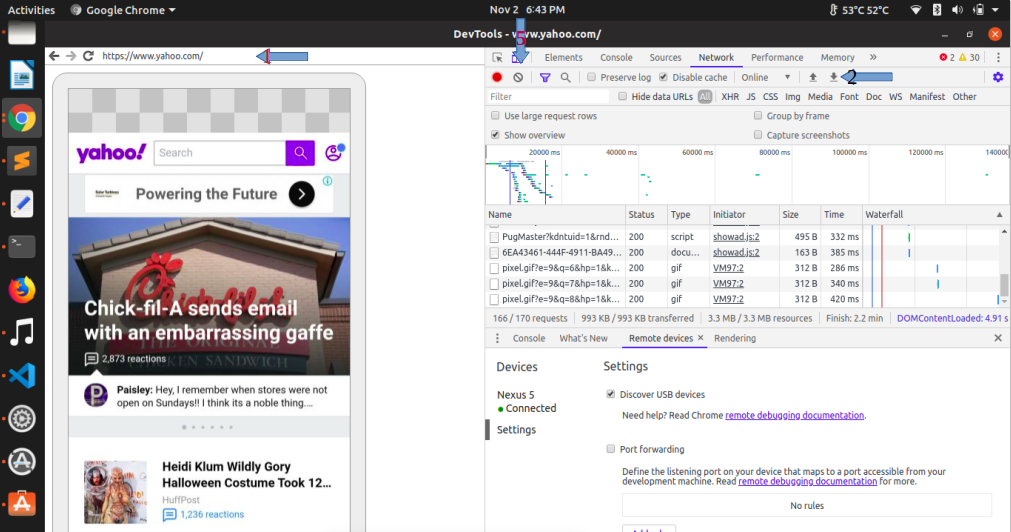 Activities Google Chrome Nov 2 6:43 PM 53°C 52°C
DevTools - www.yahoo.com/
https://www.yahoo.com/ 1
3
Elements Console Sources Network Performance Memory » 2 30
Preserve log Disable cache Online 2
Filter Hide data URLs All XHR JS CSS Img Media Font Doc WS Manifest Other
Use large request rows Group by frame
Show overview Capture screenshots
20000 ms 40000 ms 60000 ms 80000 ms 100000 ms 120000 ms 14000
Name Status Type Initiator Size Time Waterfall
PugMaster?kdntuid=1&rnd... 200 script showad.js:2 495 B 332 ms
6EA43461-444F-4911-BA49... 200 docu... showad.js:2 163 B 385 ms
pixel.gif?e=9&q=6&hp=1&k... 200 gif VM97:2 312 B 286 ms
pixel.gif?e=9&q=7&hp=1&k... 200 gif VM97:2 312 B 340 ms
pixel.gif?e=9&q=8&hp=1&k... 200 gif VM97:2 312 B 420 ms
166 / 170 requests 993 KB / 993 KB transferred 3.3 MB / 3.3 MB resources Finish: 2.2 min DOMContentLoaded: 4.91 s
Console What's New Remote devices × Rendering
Devices
Nexus 5
Connected
Settings
Settings
Discover USB devices
Need help? Read Chrome remote debugging documentation.
Port forwarding
Define the listening port on your device that maps to a port accessible from your
development machine. Read remote debugging documentation for more.
No rules
yahoo!
Search
Powering the Future
Chick-fil-A sends email
with an embarrassing gaffe
THE ORIGINAL
CHICKEN SANDWICH
2,873 reactions
Paisley: Hey, I remember when stores were not
open on Sundays!! I think its a noble thing....
Heidi Klum Wildly Gory
Halloween Costume Took 12...
HuffPost
1,236 reactions